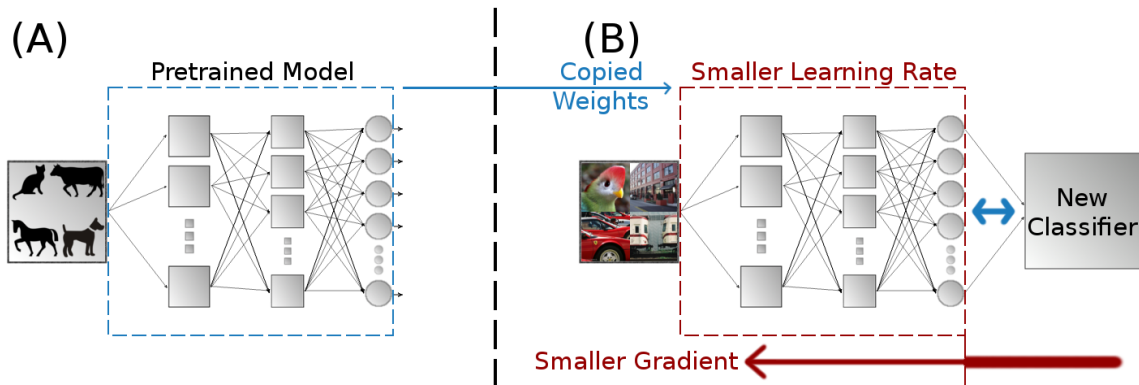 (A)
Pretrained Model
(B)
Copied
Weights
Smaller Learning Rate
New
Classifier
Smaller Gradient